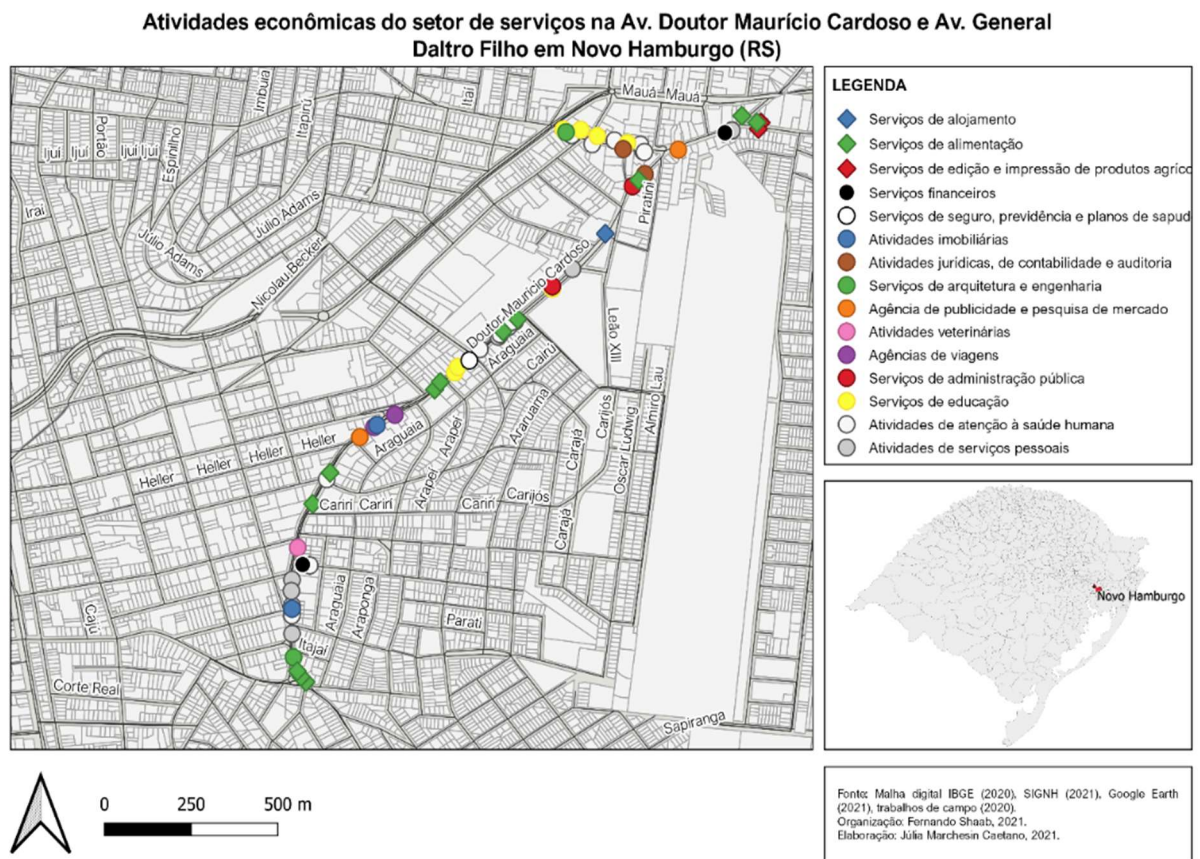 Atividades econômicas do setor de serviços na Av. Doutor Maurício Cardoso e Av. General
Daltro Filho em Novo Hamburgo (RS)
Mauá Mauá
Imbuia
Itapirú
Itaí
Portão
Espinilho
Ijuí Ijuí Ijuí Ijuí
Irai
Júlio Adams
Júlio Adams
Nicolau Becker
Piratini
Doutor Maurício Cardoso
Leão XIII
Araguaia
Cairú
Almiro Lau
Carijós
Oscar Ludwig
Araruama
Carajá
Arapei
Araguaia
Heller Heller Heller Heller
Arapei
Cariri Cariri
Cariri
Carijós
Carajá
Araguaia
Araponga
Cajú
Parati
Itajaí
Corte Real
Sapiranga
LEGENDA
Serviços de alojamento
Serviços de alimentação
Serviços de edição e impressão de produtos agríco
Serviços financeiros
Serviços de seguro, previdência e planos de sapud
Atividades imobiliárias
Atividades jurídicas, de contabilidade e auditoria
Serviços de arquitetura e engenharia
Agência de publicidade e pesquisa de mercado
Atividades veterinárias
Agências de viagens
Serviços de administração pública
Serviços de educação
Atividades de atenção à saúde humana
Atividades de serviços pessoais
Novo Hamburgo
0 250 500 m
Fonte: Malha digital IBGE (2020), SIGNH (2021), Google Earth
(2021), trabalhos de campo (2020).
Organização: Fernando Shaab, 2021.
Elaboração: Júlia Marchesin Caetano, 2021.